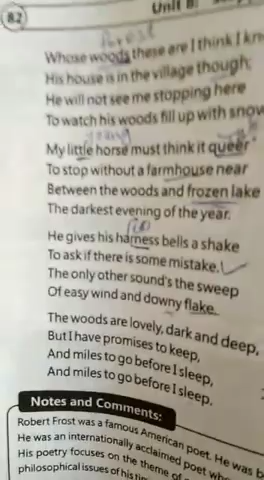 82
Unit 8:
forest
Whose woods these are I think I kn
His house is in the village though;
He will not see me stopping here
To watch his woods fill up with snow
young
My little horse must think it queer
To stop without a farmhouse near
Between the woods and frozen lake
The darkest evening of the year.
He gives his harness bells a shake
To ask if there is some mistake.
The only other sound's the sweep
Of easy wind and downy flake.
The woods are lovely, dark and deep,
But I have promises to keep,
And miles to go before I sleep,
And miles to go before I sleep.
Notes and Comments:
Robert Frost was a famous American poet. He was b
He was an internationally acclaimed poet who
His poetry focuses on the theme of
philosophical issues of his tim